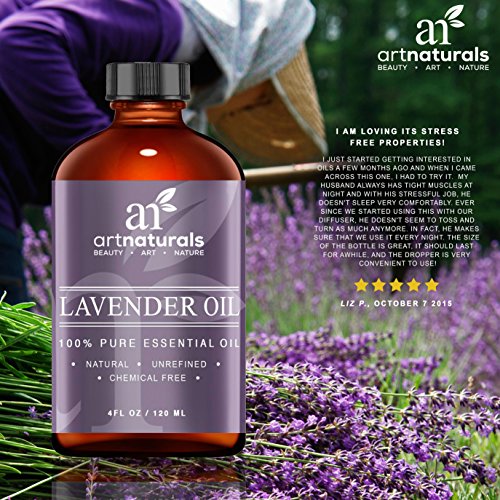 an
artnaturals
BEAUTY • ART • NATURE
I AM LOVING ITS STRESS
FREE PROPERTIES!
I JUST STARTED GETTING INTERESTED IN
OILS A FEW MONTHS AGO AND WHEN I CAME
ACROSS THIS ONE, I HAD TO TRY IT. MY
HUSBAND ALWAYS HAS TIGHT MUSCLES AT
NIGHT AND WITH HIS STRESSFUL JOB, HE
DOESN'T SLEEP VERY COMFORTABLY. EVER
SINCE WE STARTED USING THIS WITH OUR
DIFFUSER, HE DOESN'T SEEM TO TOSS AND
TURN AS MUCH ANYMORE. IN FACT, HE MAKES
SURE THAT WE USE IT EVERY NIGHT. THE SIZE
OF THE BOTTLE IS GREAT, IT SHOULD LAST
FOR AWHILE, AND THE DROPPER IS VERY
CONVENIENT TO USE!
LIZ P., OCTOBER 7 2015
an
artnaturals
BEAUTY • ART • NATURE
LAVENDER OIL
100% PURE ESSENTIAL OIL
• NATURAL • UNREFINED •
• CHEMICAL FREE •
4FL OZ / 120 ML